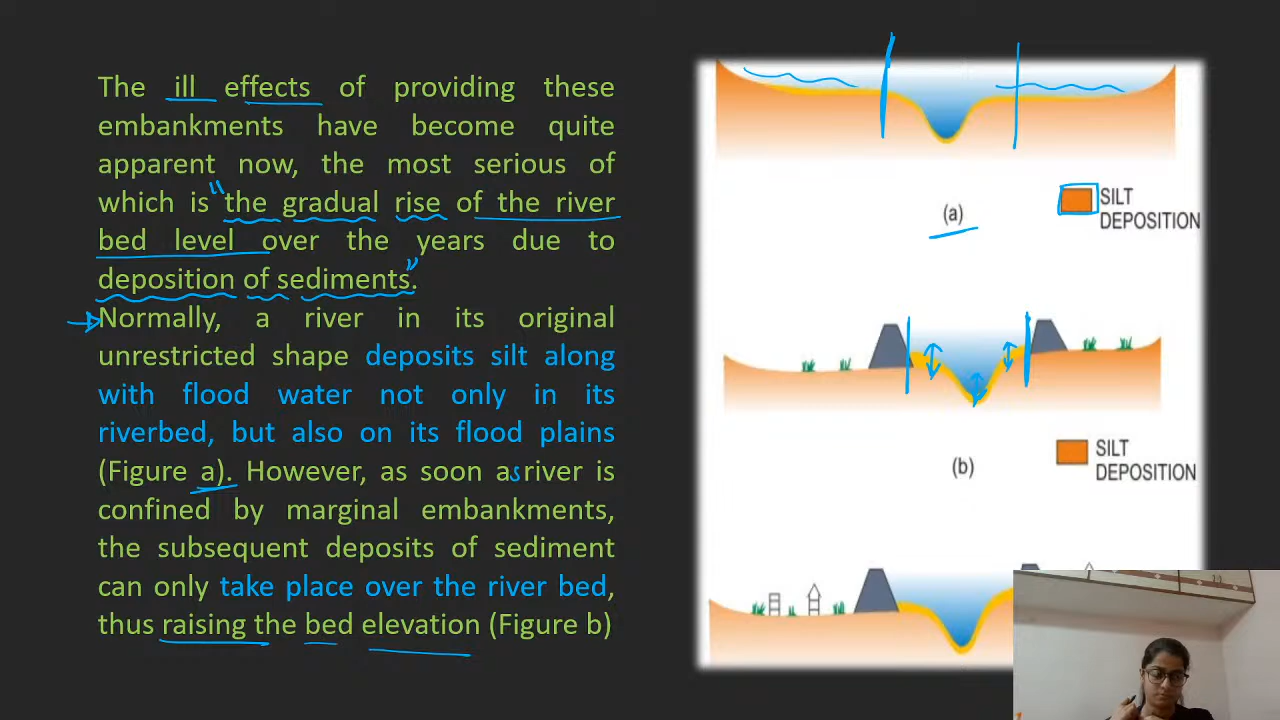 The ill effects of providing these
embankments have become quite
apparent now, the most serious of
which is "the gradual rise of the river
bed level over the years due to
deposition of sediments."
Normally, a river in its original
unrestricted shape deposits silt along
with flood water not only in its
riverbed, but also on its flood plains
(Figure a). However, as soon as river is
confined by marginal embankments,
the subsequent deposits of sediment
can only take place over the river bed,
thus raising the bed elevation (Figure b)
SILT
DEPOSITION
(a)
SILT
DEPOSITION
(b)